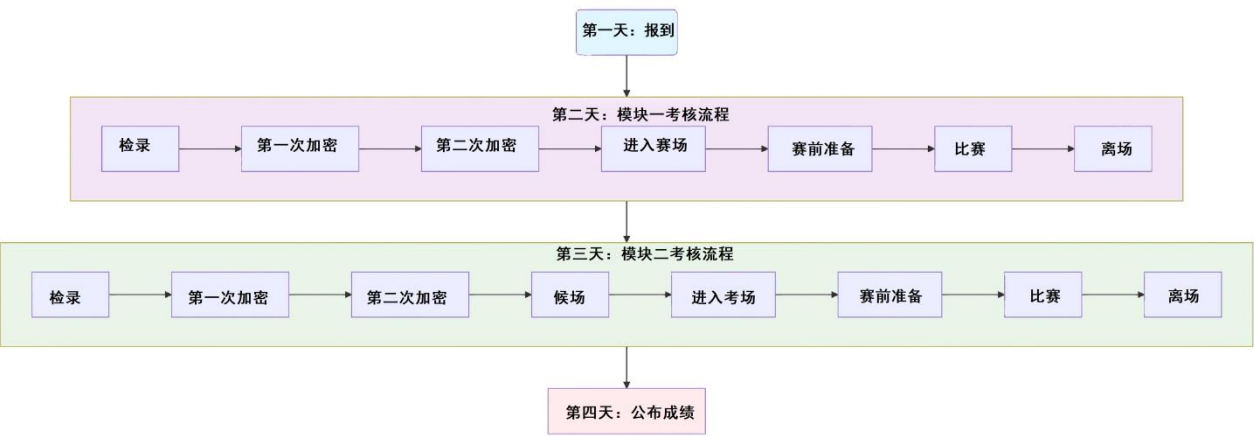 第一天：报到
第二天：模块一考核流程
检录 第一次加密 第二次加密 进入赛场 赛前准备 比赛 离场
第三天：模块二考核流程
检录 第一次加密 第二次加密 候场 进入考场 赛前准备 比赛 离场
第四天：公布成绩